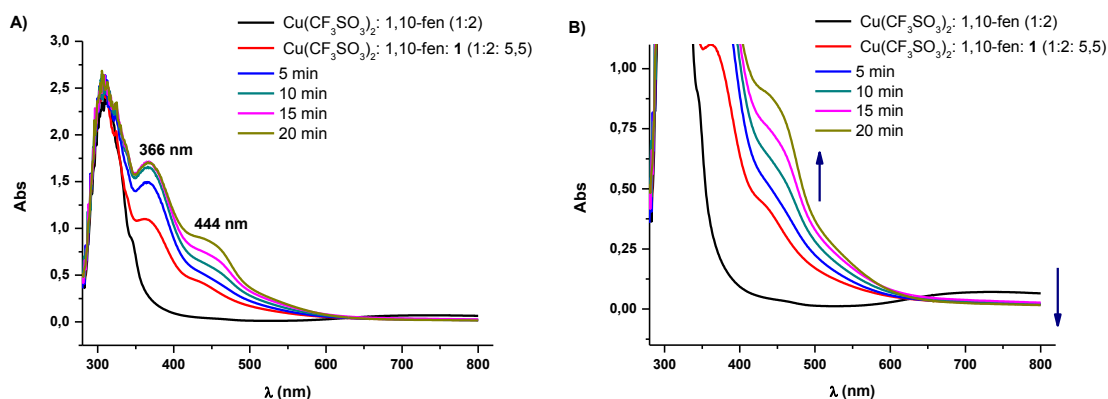 A)
Cu(CF₃SO₃)₂: 1,10-fen (1:2)
Cu(CF₃SO₃)₂: 1,10-fen: 1 (1:2: 5,5)
5 min
10 min
15 min
20 min
366 nm
444 nm
3,0
2,5
2,0
1,5
1,0
0,5
0,0
Abs
300 400 500 600 700 800
λ (nm)
B)
Cu(CF₃SO₃)₂: 1,10-fen (1:2)
Cu(CF₃SO₃)₂: 1,10-fen: 1 (1:2: 5,5)
5 min
10 min
15 min
20 min
1,00
0,75
0,50
0,25
0,00
Abs
300 400 500 600 700 800
λ (nm)